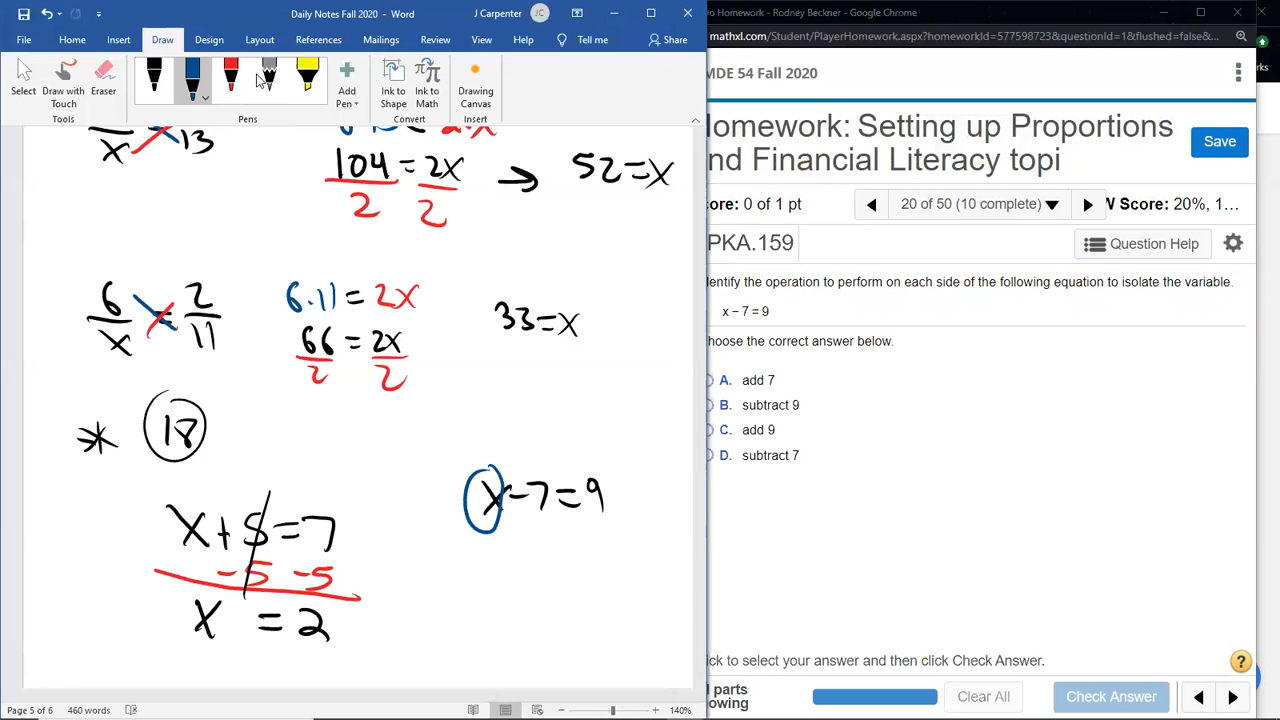 Daily Notes Fall 2020 - Word
J Carpenter
File Home Insert Draw Design Layout References Mailings Review View Tell me Share
Select
Draw with Touch
Eraser
Add Pen
Ink to Shape
Ink to Math
Drawing Canvas
Tools
Pens
Convert
Insert
x 13
104 = 2x → 52 = x
2 2
6/x = 2/11
6 · 11 = 2x
66 = 2x
2 2
33 = x
* 18
x + 5 = 7
- 5 - 5
x = 2
x - 7 = 9
Page 5 of 6 460 words
140%
Homework - Rodney Beckner - Google Chrome
mathxl.com/Student/PlayerHomework.aspx?homeworkId=577598723&questionId=1&flushed=false&...
MDE 54 Fall 2020
omework: Setting up Proportions
nd Financial Literacy topi
Save
core: 0 of 1 pt
20 of 50 (10 complete)
W Score: 20%, 1...
PKA.159
Question Help
dentify the operation to perform on each side of the following equation to isolate the variable.
x − 7 = 9
hoose the correct answer below.
A. add 7
B. subtract 9
C. add 9
D. subtract 7
ick to select your answer and then click Check Answer.
parts
owing
Clear All
Check Answer
?